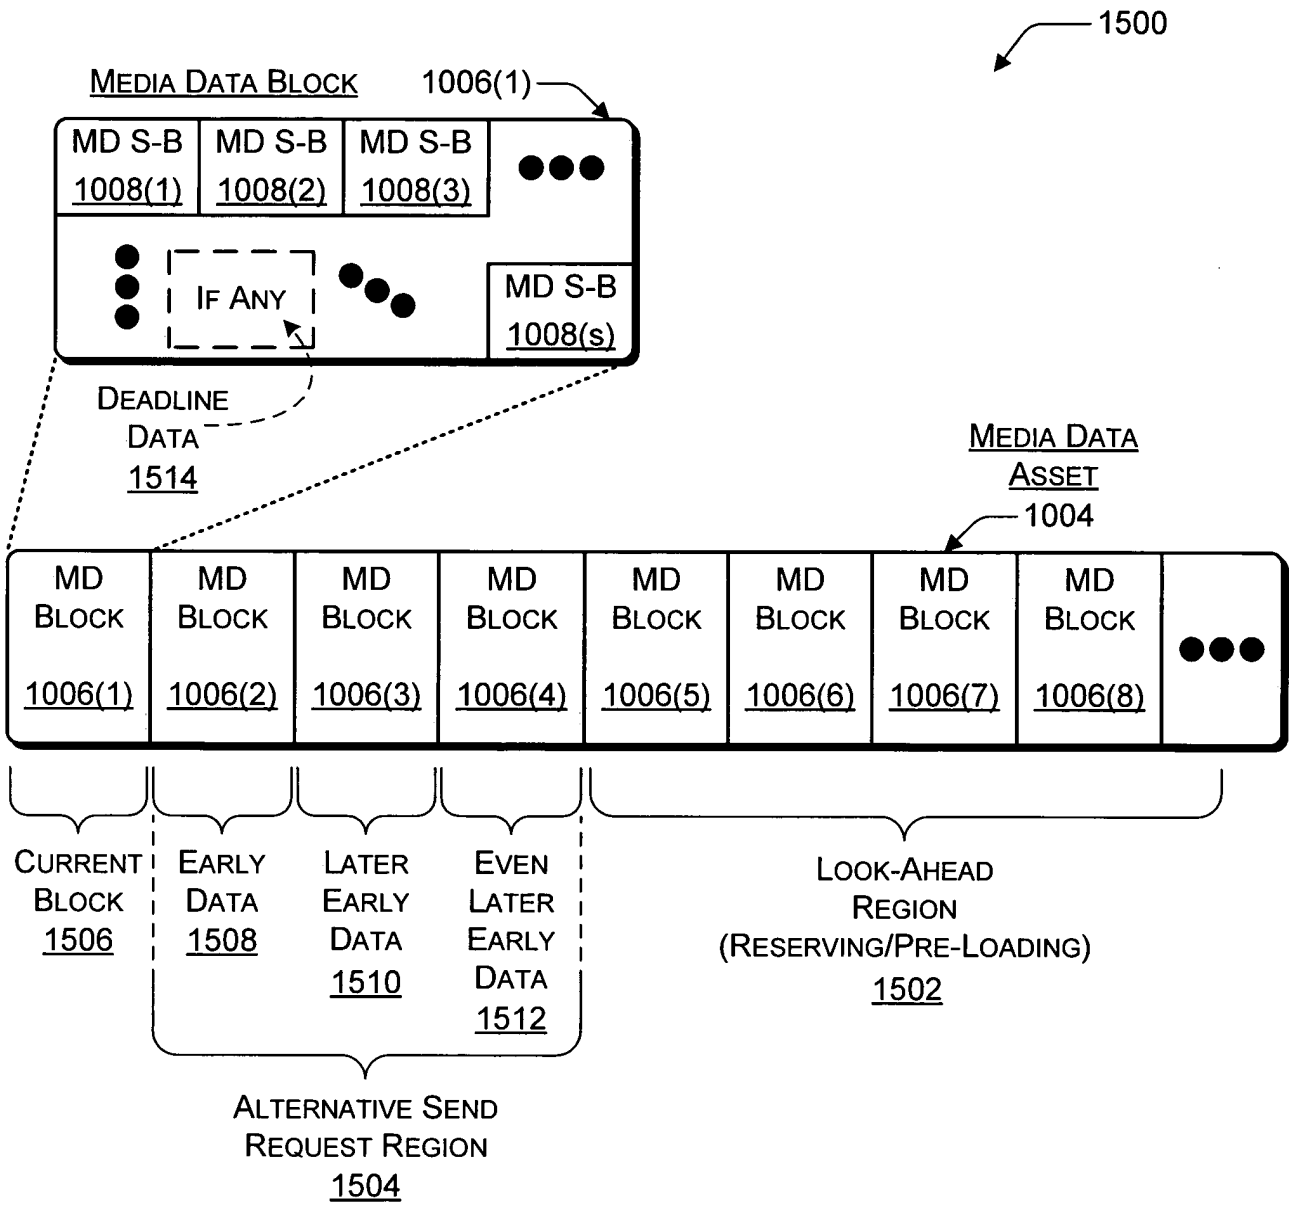 1500
MEDIA DATA BLOCK
1006(1)
MD S-B
1008(1)
MD S-B
1008(2)
MD S-B
1008(3)
IF ANY
MD S-B
1008(s)
DEADLINE
DATA
1514
MEDIA DATA
ASSET
1004
MD
BLOCK
1006(1)
MD
BLOCK
1006(2)
MD
BLOCK
1006(3)
MD
BLOCK
1006(4)
MD
BLOCK
1006(5)
MD
BLOCK
1006(6)
MD
BLOCK
1006(7)
MD
BLOCK
1006(8)
CURRENT
BLOCK
1506
EARLY
DATA
1508
LATER
EARLY
DATA
1510
EVEN
LATER
EARLY
DATA
1512
LOOK-AHEAD
REGION
(RESERVING/PRE-LOADING)
1502
ALTERNATIVE SEND
REQUEST REGION
1504